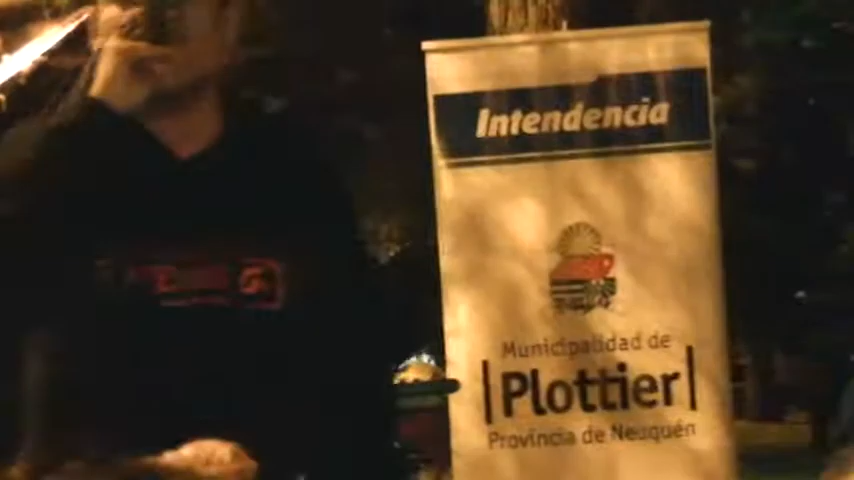 Intendencia
Municipalidad de
Plottier
Provincia de Neuquén